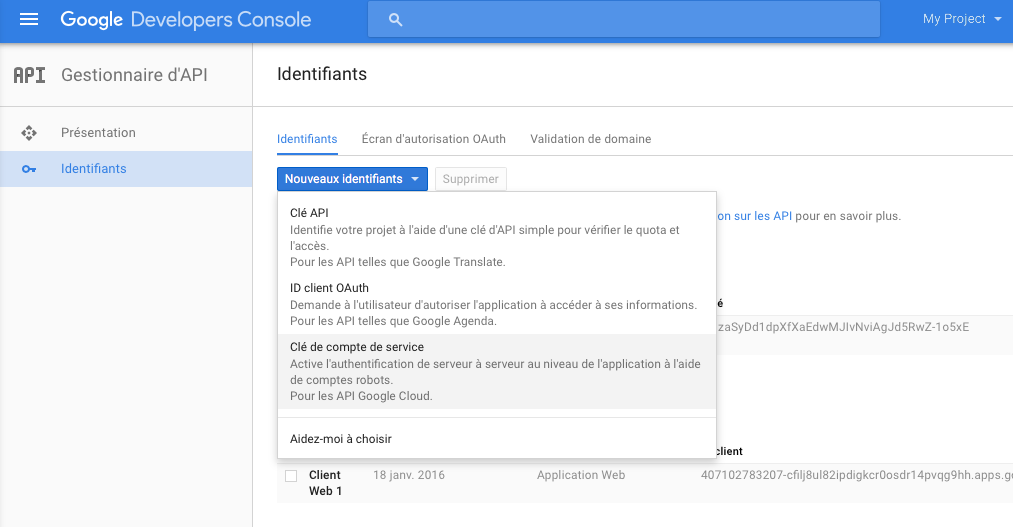 Google Developers Console
My Project
API Gestionnaire d'API
Identifiants
Présentation
Identifiants
Identifiants Écran d'autorisation OAuth Validation de domaine
Nouveaux identifiants Supprimer
Clé API
on sur les API pour en savoir plus.
Identifie votre projet à l'aide d'une clé d'API simple pour vérifier le quota et
l'accès.
Pour les API telles que Google Translate.
ID client OAuth
Demande à l'utilisateur d'autoriser l'application à accéder à ses informations.
Pour les API telles que Google Agenda.
é
zaSyDd1dpXfXaEdwMJIvNviAgJd5RwZ-1o5xE
Clé de compte de service
Active l'authentification de serveur à serveur au niveau de l'application à l'aide
de comptes robots.
Pour les API Google Cloud.
Aidez-moi à choisir
client
Client
Web 1
18 janv. 2016
Application Web
407102783207-cfilj8ul82ipdigkcr0osdr14pvqg9hh.apps.g